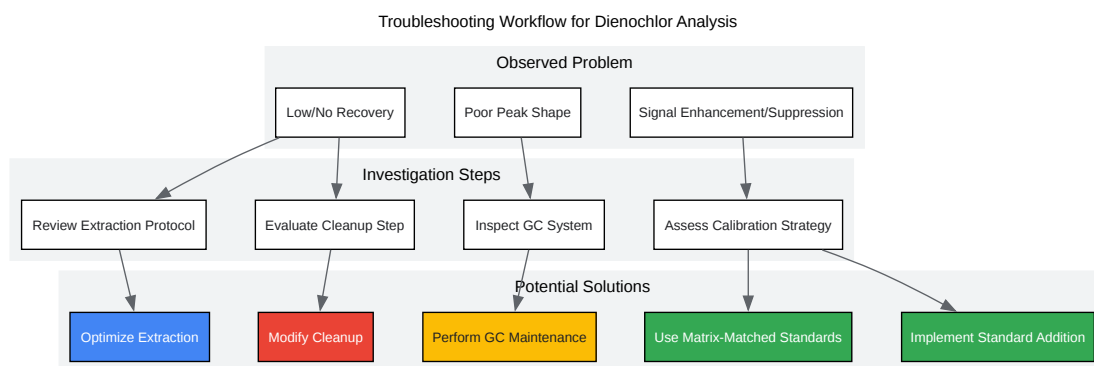 Troubleshooting Workflow for Dienochlor Analysis
Observed Problem
Low/No Recovery
Poor Peak Shape
Signal Enhancement/Suppression
Investigation Steps
Review Extraction Protocol
Evaluate Cleanup Step
Inspect GC System
Assess Calibration Strategy
Potential Solutions
Optimize Extraction
Modify Cleanup
Perform GC Maintenance
Use Matrix-Matched Standards
Implement Standard Addition